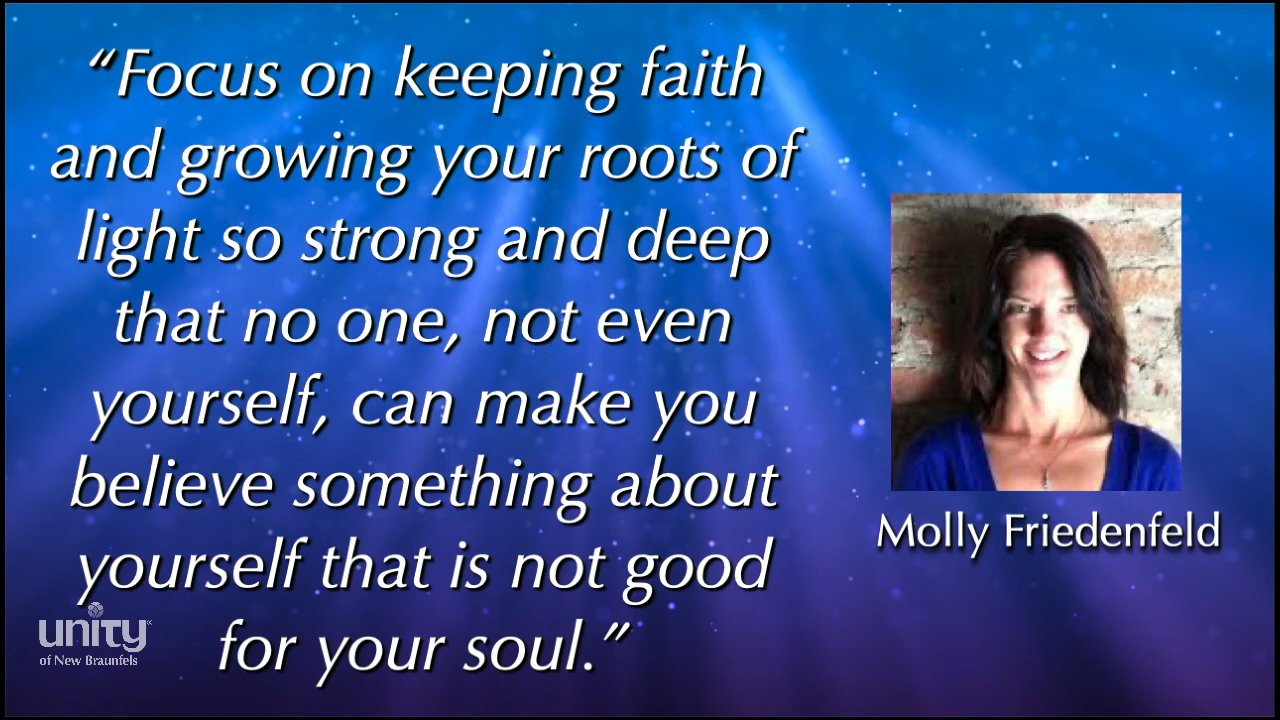 “Focus on keeping faith
and growing your roots of
light so strong and deep
that no one, not even
yourself, can make you
believe something about
yourself that is not good
for your soul.”
Molly Friedenfeld
unity
of New Braunfels